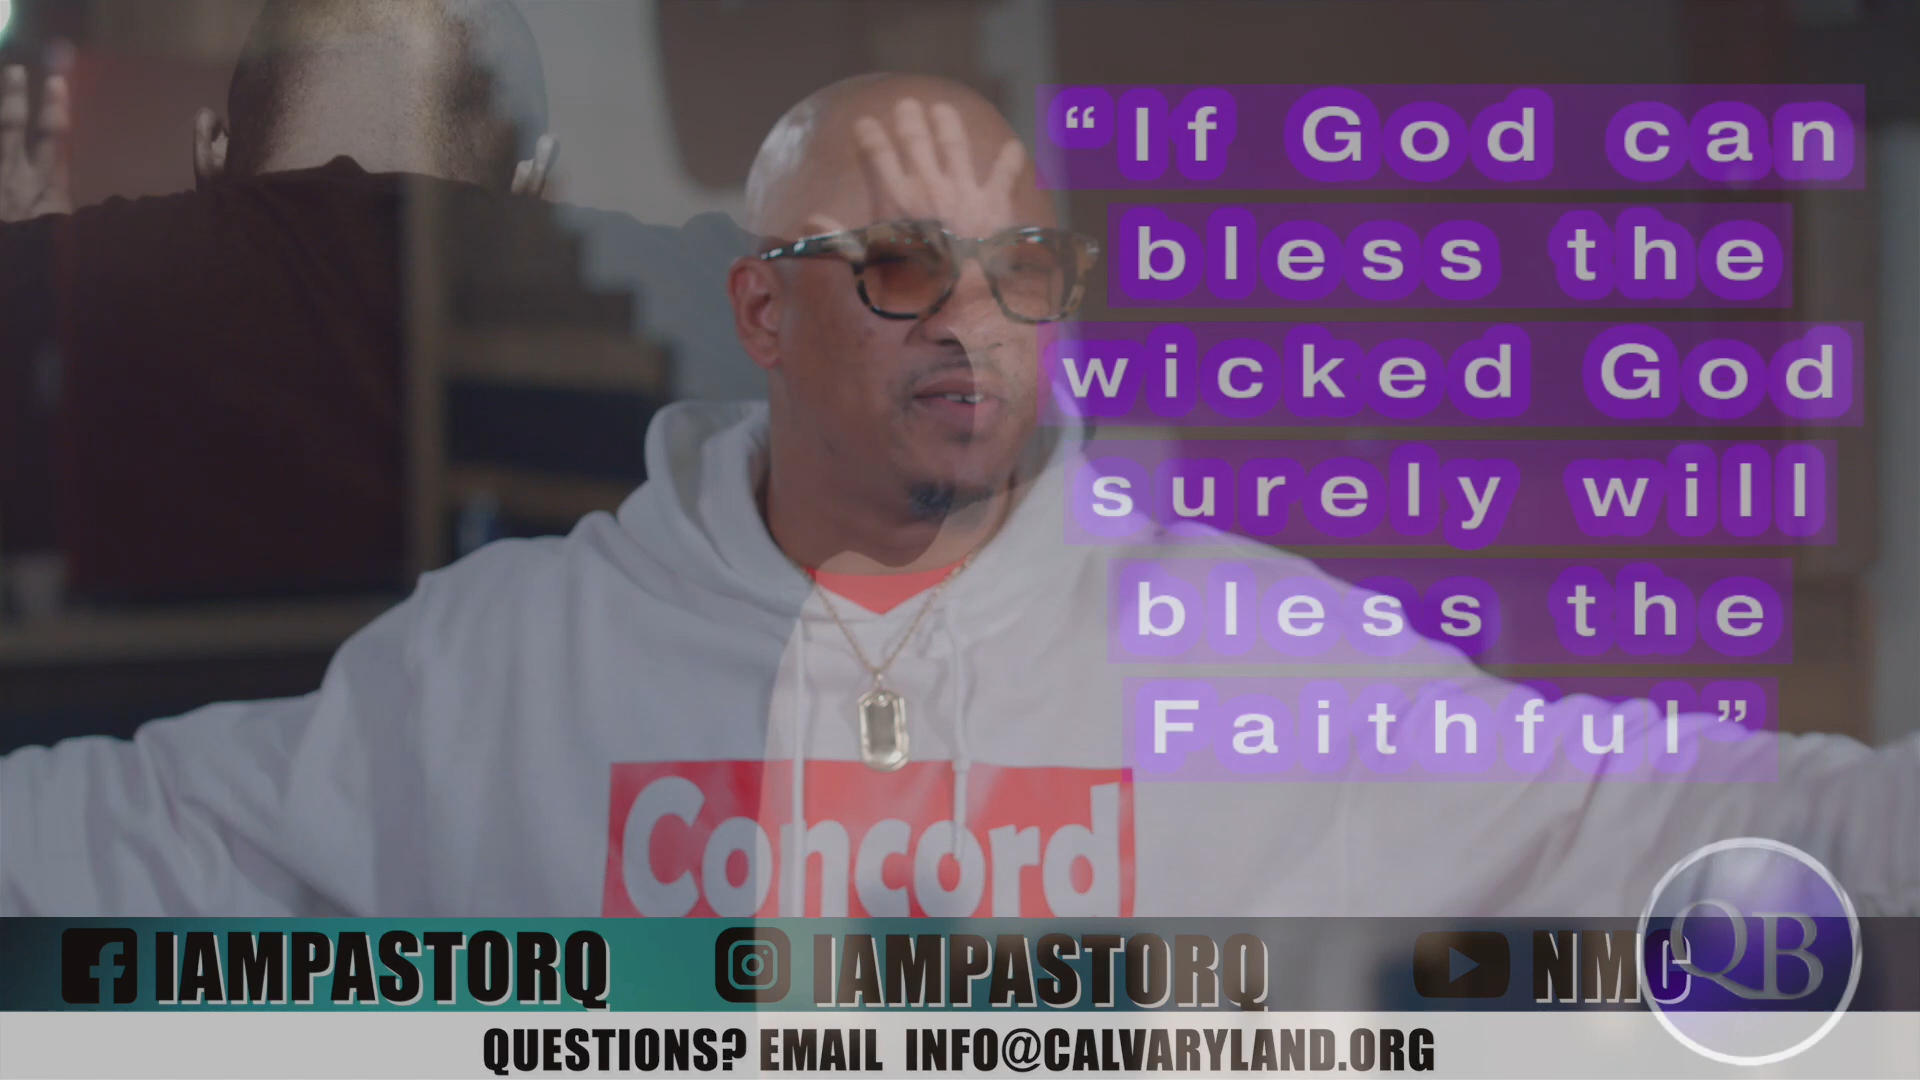 “If God can
bless the
wicked God
surely will
bless the
Faithful”
Concord
IAMPASTORQ
IAMPASTORQ
NMC
QB
QUESTIONS? EMAIL INFO@CALVARYLAND.ORG